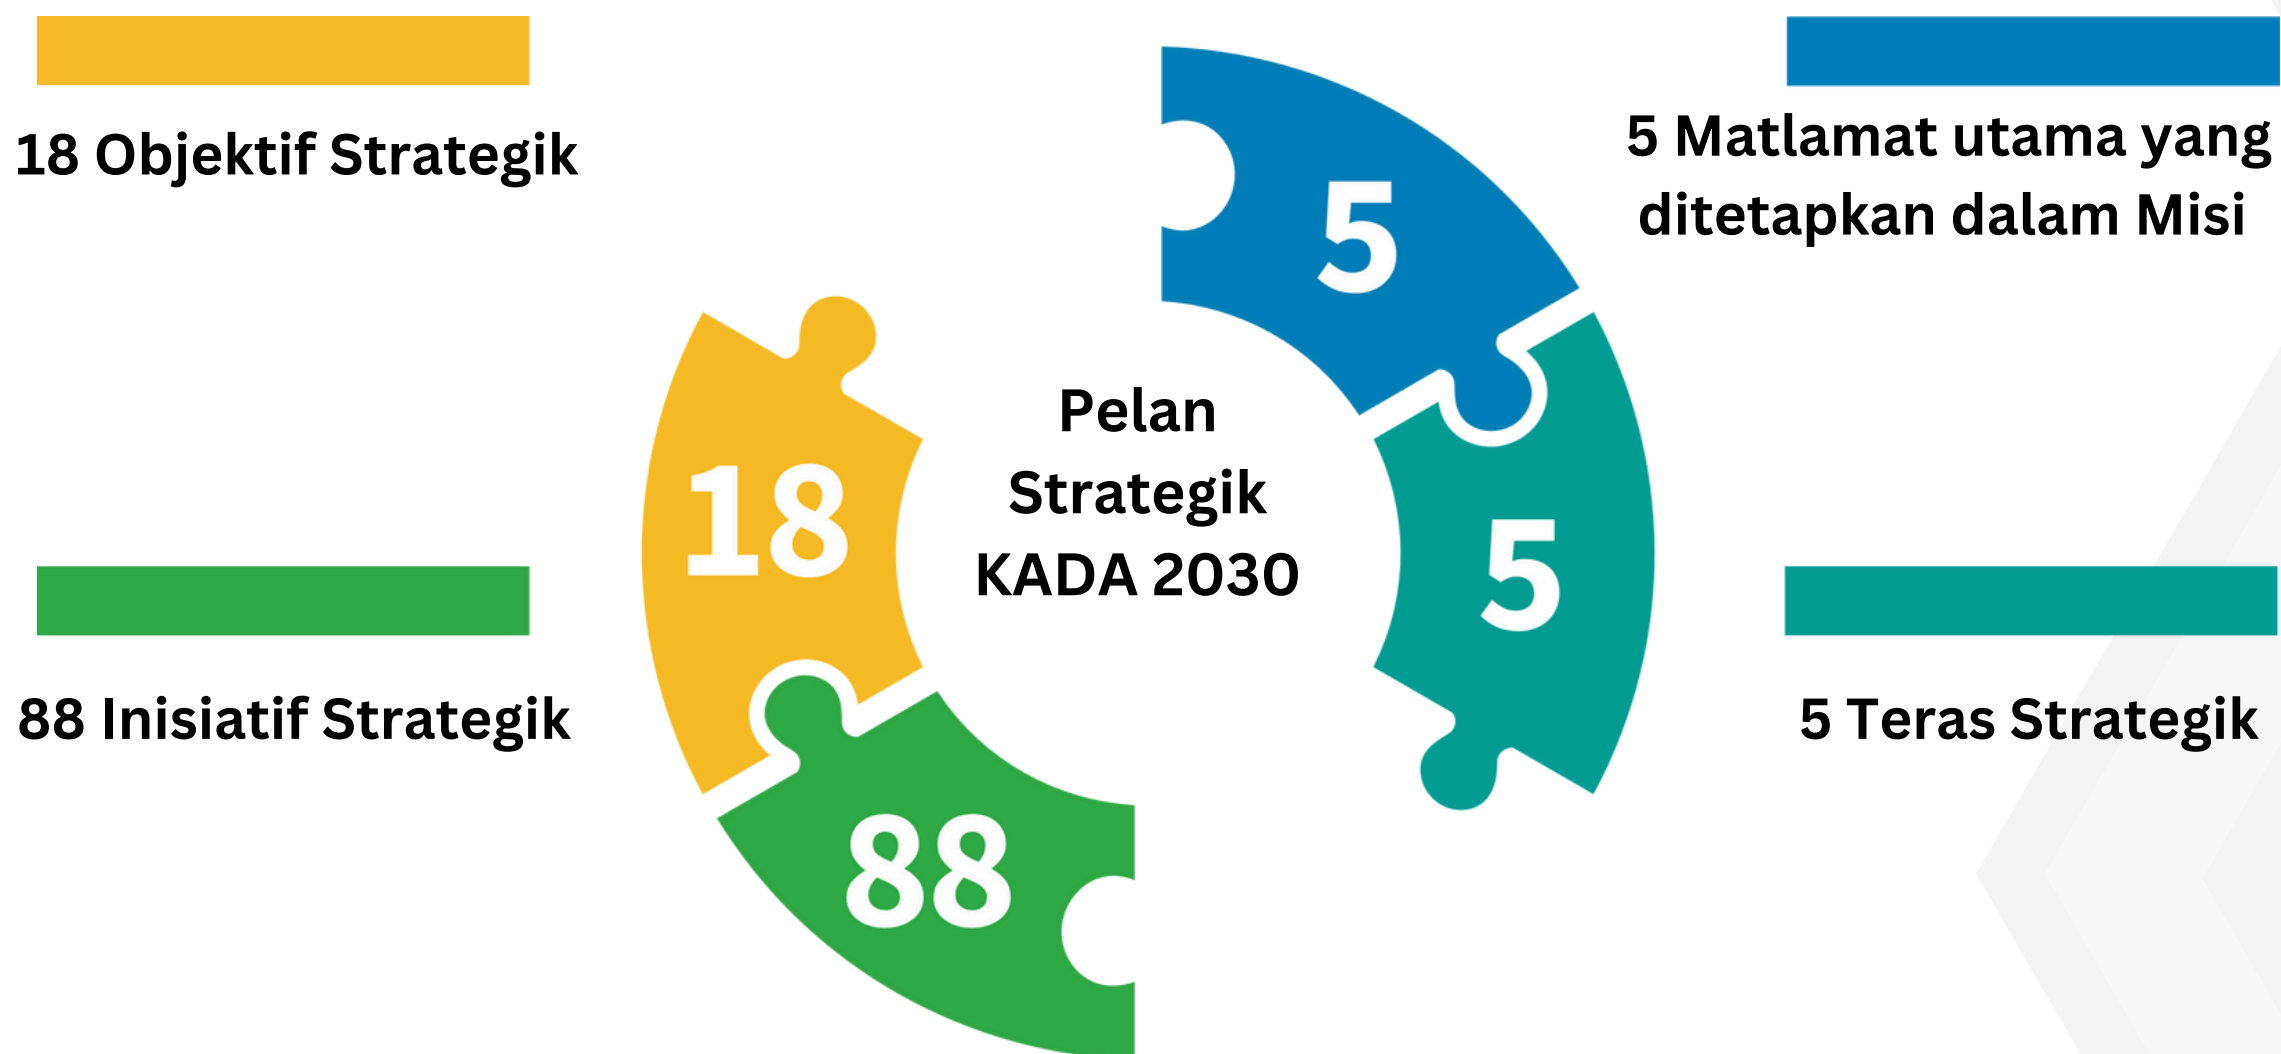 18 Objektif Strategik
5 Matlamat utama yang
ditetapkan dalam Misi
5
18
Pelan
Strategik
KADA 2030
5
88 Inisiatif Strategik
5 Teras Strategik
88